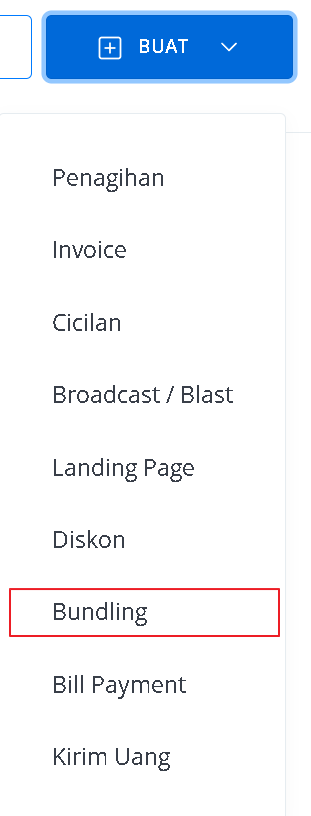 BUAT
Penagihan
Invoice
Cicilan
Broadcast / Blast
Landing Page
Diskon
Bundling
Bill Payment
Kirim Uang